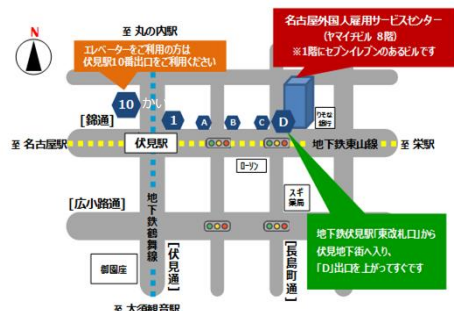 至 丸の内駅
N
エレベーターをご利用の方は
伏見駅10番出口をご利用ください
名古屋外国人雇用サービスセンター
(ヤマイチビル 8階)
※1階にセブンイレブンのあるビルです
10
かい
[錦通]
1
A
B
C
D
りそな
銀行
至 名古屋駅
伏見駅
地下鉄東山線
至 栄駅
ローソン
スギ
薬局
[広小路通]
地下鉄鶴舞線
[伏見通]
[長島町通]
御園座
地下鉄伏見駅「東改札口」から
伏見地下街へ入り、
「D」出口を上がってすぐです
至 大須観音駅